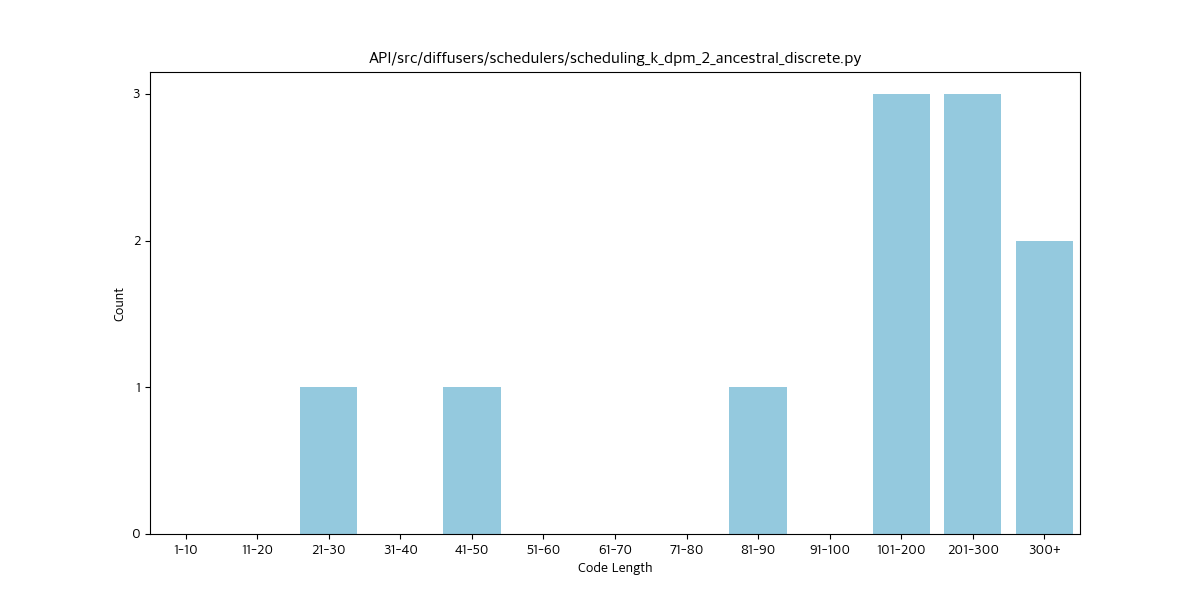 API/src/diffusers/schedulers/scheduling_k_dpm_2_ancestral_discrete.py
3
2
1
0
Count
1-10 11-20 21-30 31-40 41-50 51-60 61-70 71-80 81-90 91-100 101-200 201-300 300+
Code Length